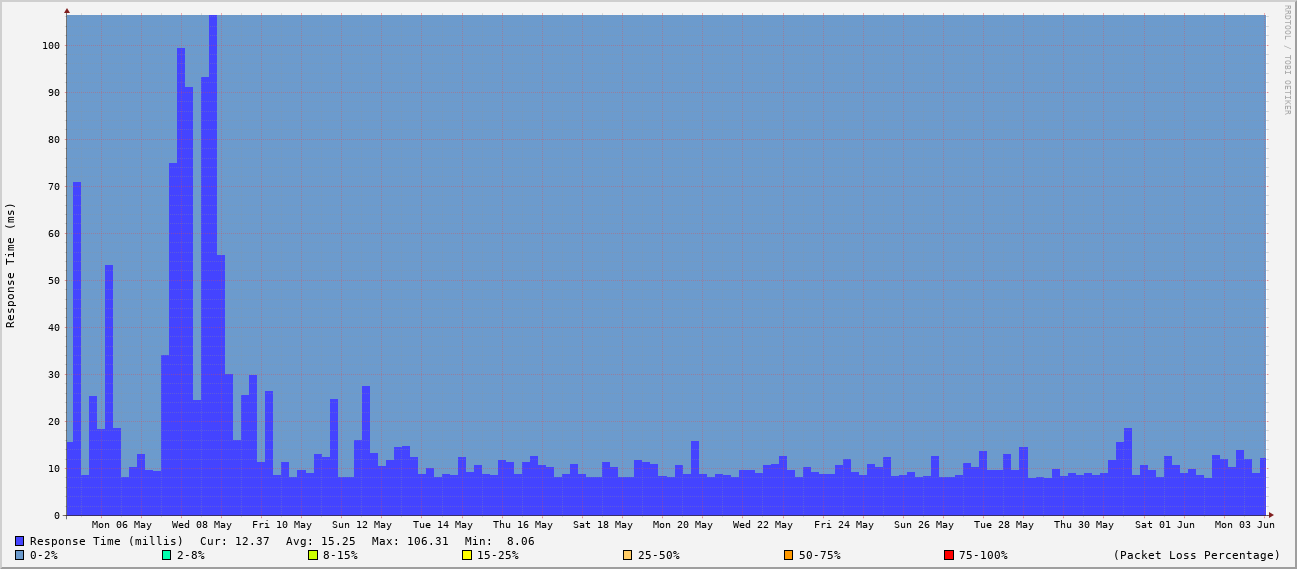 RRDTOOL / TOBI OETIKER
Response Time (ms)
100
90
80
70
60
50
40
30
20
10
0
Mon 06 May Wed 08 May Fri 10 May Sun 12 May Tue 14 May Thu 16 May Sat 18 May Mon 20 May Wed 22 May Fri 24 May Sun 26 May Tue 28 May Thu 30 May Sat 01 Jun Mon 03 Jun
Response Time (millis) Cur: 12.37 Avg: 15.25 Max: 106.31 Min: 8.06
0-2% 2-8% 8-15% 15-25% 25-50% 50-75% 75-100% (Packet Loss Percentage)